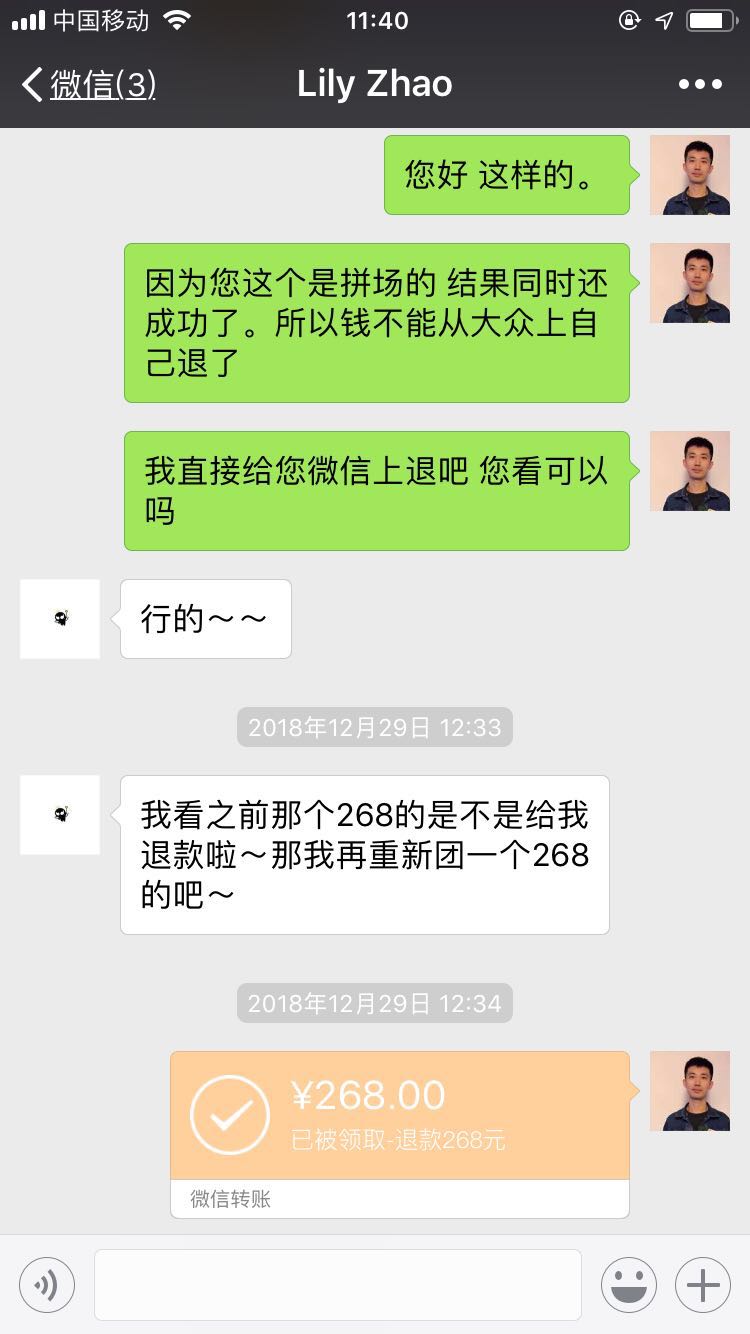 中国移动
11:40
微信(3)
Lily Zhao
您好 这样的。
因为您这个是拼场的 结果同时还
成功了。所以钱不能从大众上自
己退了
我直接给您微信上退吧 您看可以
吗
行的～～
2018年12月29日 12:33
我看之前那个268的是不是给我
退款啦～那我再重新团一个268
的吧～
2018年12月29日 12:34
¥268.00
已被领取-退款268元
微信转账